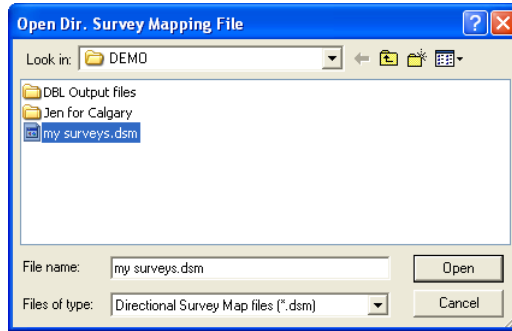 Open Dir. Survey Mapping File
Look in: DEMO
DBL Output files
Jen for Calgary
my surveys.dsm
File name: my surveys.dsm Open
Files of type: Directional Survey Map files (*.dsm) Cancel